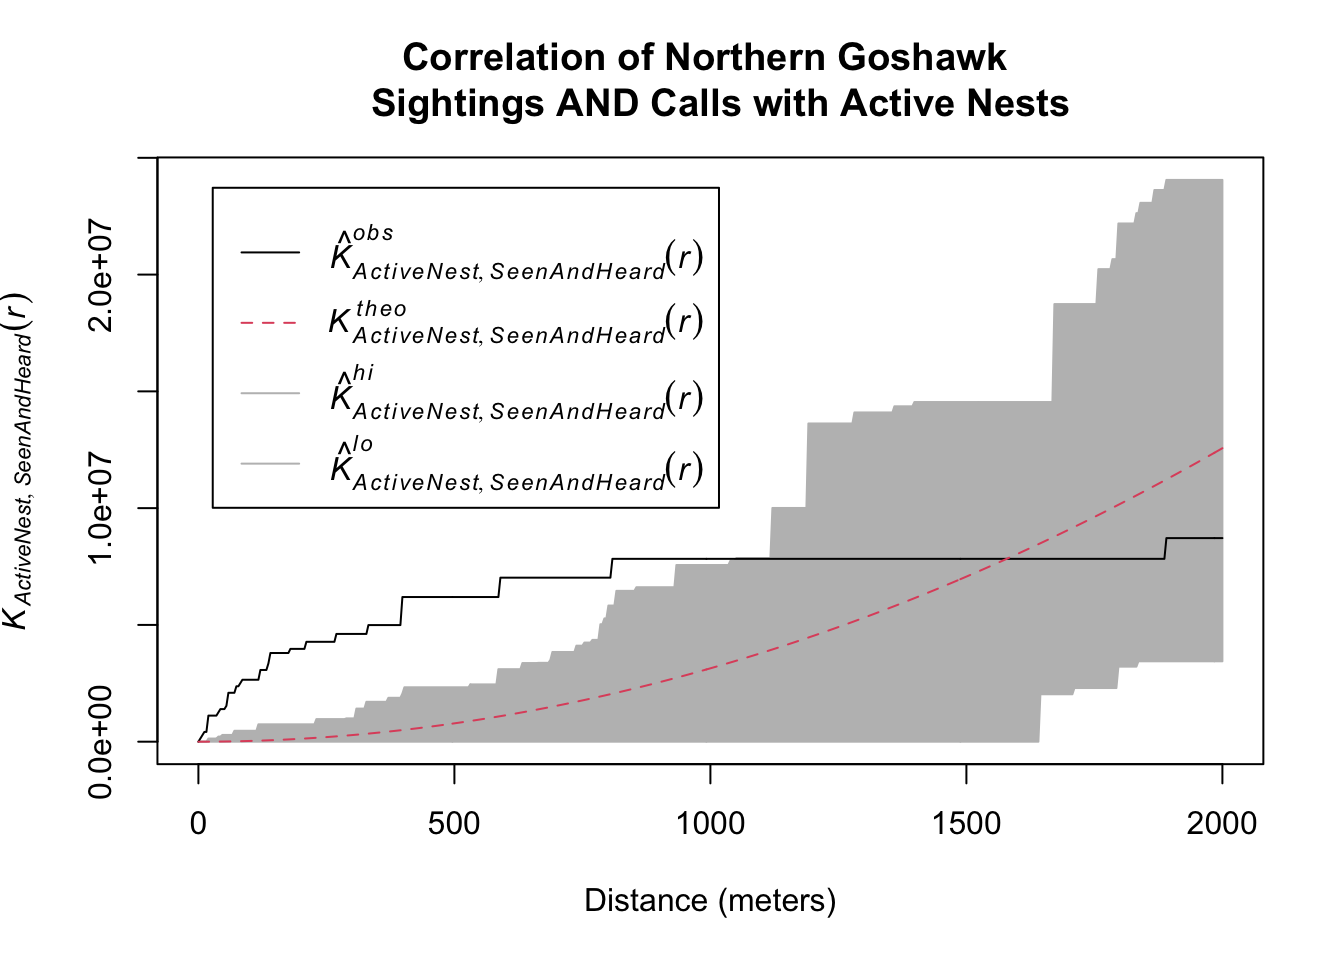 Correlation of Northern Goshawk
Sightings AND Calls with Active Nests
K̂ obs ActiveNest, SeenAndHeard (r)
K theo ActiveNest, SeenAndHeard (r)
K̂ hi ActiveNest, SeenAndHeard (r)
K̂ lo ActiveNest, SeenAndHeard (r)
K ActiveNest, SeenAndHeard (r)
2.0e+07
1.0e+07
0.0e+00
0 500 1000 1500 2000
Distance (meters)